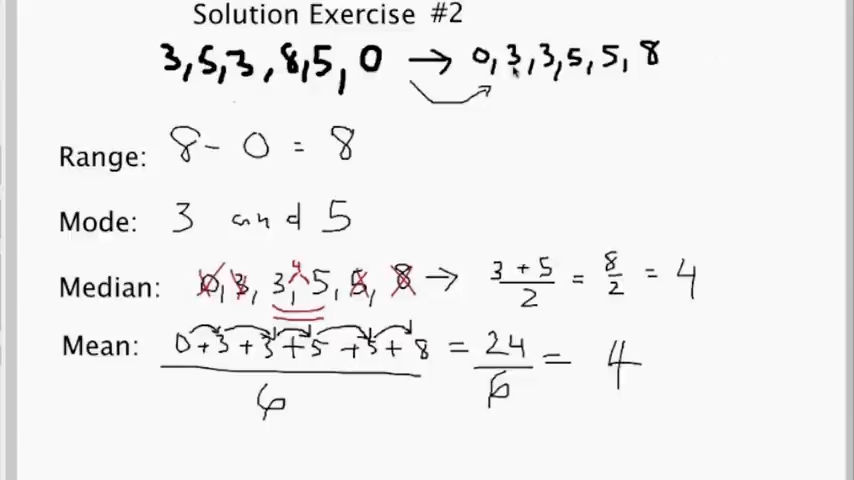 Solution Exercise #2
3,5,3,8,5,0 → 0,3,3,5,5,8
Range: 8 - 0 = 8
Mode: 3 and 5
Median: 0,3,3,4 5,5,8 → 3+5/2 = 8/2 = 4
Mean: 0+3+3+5+5+8/6 = 24/6 = 4